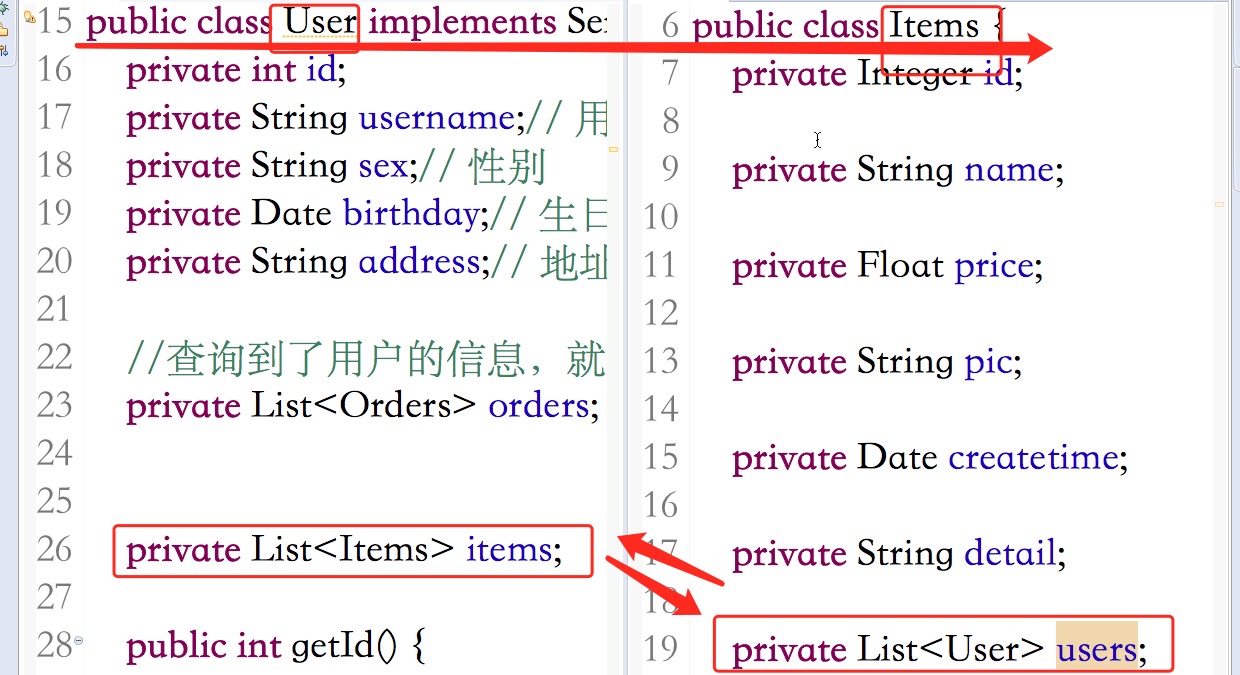 15 public class User implements Ser
16 private int id;
17 private String username;// 用
18 private String sex;// 性别
19 private Date birthday;// 生日
20 private String address;// 地址
21
22 //查询到了用户的信息，就
23 private List<Orders> orders;
24
25
26 private List<Items> items;
27
28 public int getId() {
6 public class Items {
7 private Integer id;
8
9 private String name;
10
11 private Float price;
12
13 private String pic;
14
15 private Date createtime;
16
17 private String detail;
18
19 private List<User> users;